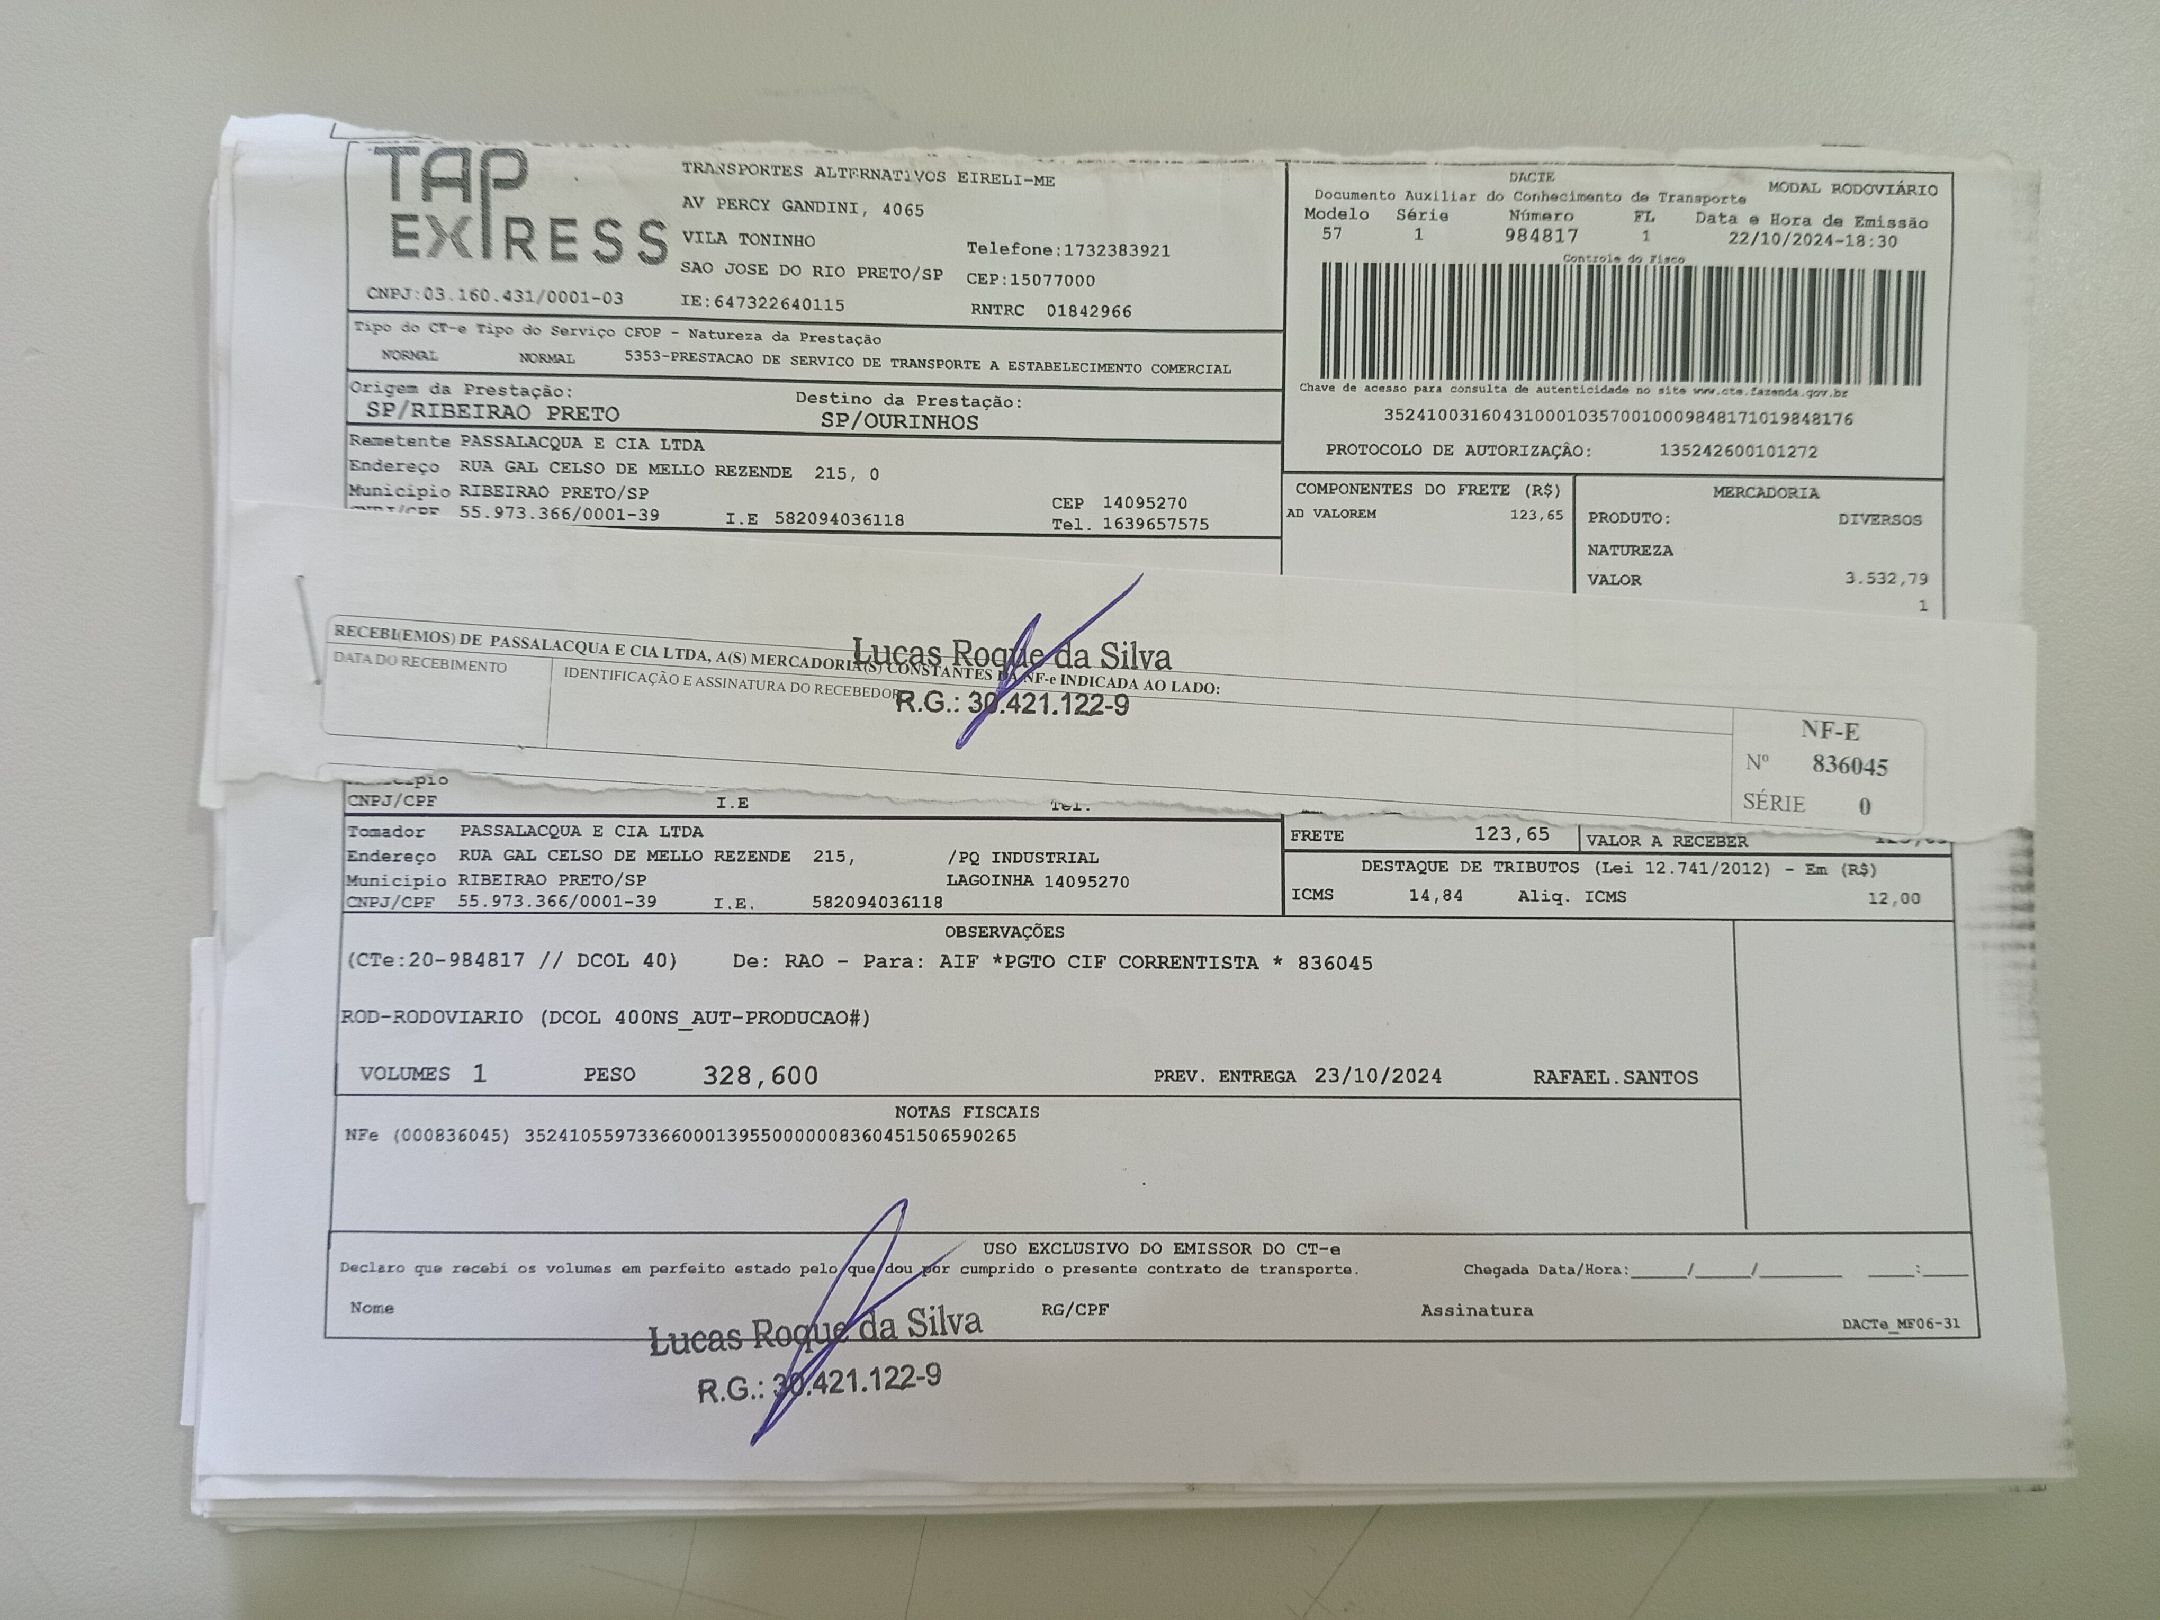 TAP EXPRESS
TRANSPORTES ALTERNATIVOS EIRELI-ME
AV PERCY GANDINI, 4065
VILA TONINHO
Telefone:1732383921
SAO JOSE DO RIO PRETO/SP CEP:15077000
CNPJ:03.160.431/0001-03 IE:647322640115 RNTRC 01842966
DACTE
Documento Auxiliar do Conhecimento de Transporte MODAL RODOVIÁRIO
Modelo Série Número FL Data e Hora de Emissão
57 1 984817 1 22/10/2024-18:30
Controle do Fisco
Chave de acesso para consulta de autenticidade no site www.cte.fazenda.gov.br
35241003160431000103570010009848171019848176
PROTOCOLO DE AUTORIZAÇÃO: 135242600101272
Tipo do CT-e Tipo do Serviço CFOP - Natureza da Prestação
NORMAL NORMAL 5353-PRESTACAO DE SERVICO DE TRANSPORTE A ESTABELECIMENTO COMERCIAL
Origem da Prestação: Destino da Prestação:
SP/RIBEIRAO PRETO SP/OURINHOS
Remetente PASSALACQUA E CIA LTDA
Endereço RUA GAL CELSO DE MELLO REZENDE 215, 0
Municipio RIBEIRAO PRETO/SP CEP 14095270
CNPJ/CPF 55.973.366/0001-39 I.E 582094036118 Tel. 1639657575
COMPONENTES DO FRETE (R$)
AD VALOREM 123,65
MERCADORIA
PRODUTO: DIVERSOS
NATUREZA
VALOR 3.532,79
1
RECEBI(EMOS) DE PASSALACQUA E CIA LTDA, A(S) MERCADORIA(S) CONSTANTES DA NF-e INDICADA AO LADO:
DATA DO RECEBIMENTO
IDENTIFICAÇÃO E ASSINATURA DO RECEBEDOR
Lucas Roque da Silva
R.G.: 30.421.122-9
NF-E
Nº 836045
SÉRIE 0
CNPJ/CPF I.E Tel.
Tomador PASSALACQUA E CIA LTDA
Endereço RUA GAL CELSO DE MELLO REZENDE 215, /PQ INDUSTRIAL
Municipio RIBEIRAO PRETO/SP LAGOINHA 14095270
CNPJ/CPF 55.973.366/0001-39 I.E. 582094036118
FRETE 123,65 VALOR A RECEBER
DESTAQUE DE TRIBUTOS (Lei 12.741/2012) - Em (R$)
ICMS 14,84 Aliq. ICMS 12,00
OBSERVAÇÕES
(CTe:20-984817 // DCOL 40) De: RAO - Para: AIF *PGTO CIF CORRENTISTA * 836045
ROD-RODOVIARIO (DCOL 400NS_AUT-PRODUCAO#)
VOLUMES 1 PESO 328,600 PREV. ENTREGA 23/10/2024 RAFAEL.SANTOS
NOTAS FISCAIS
NFe (000836045) 35241055973366000139550000008360451506590265
USO EXCLUSIVO DO EMISSOR DO CT-e
Declaro que recebi os volumes em perfeito estado pelo que dou por cumprido o presente contrato de transporte. Chegada Data/Hora:_____/_____/_______ ____:____
Nome RG/CPF Assinatura
DACTe_MF06-31
Lucas Roque da Silva
R.G.: 30.421.122-9